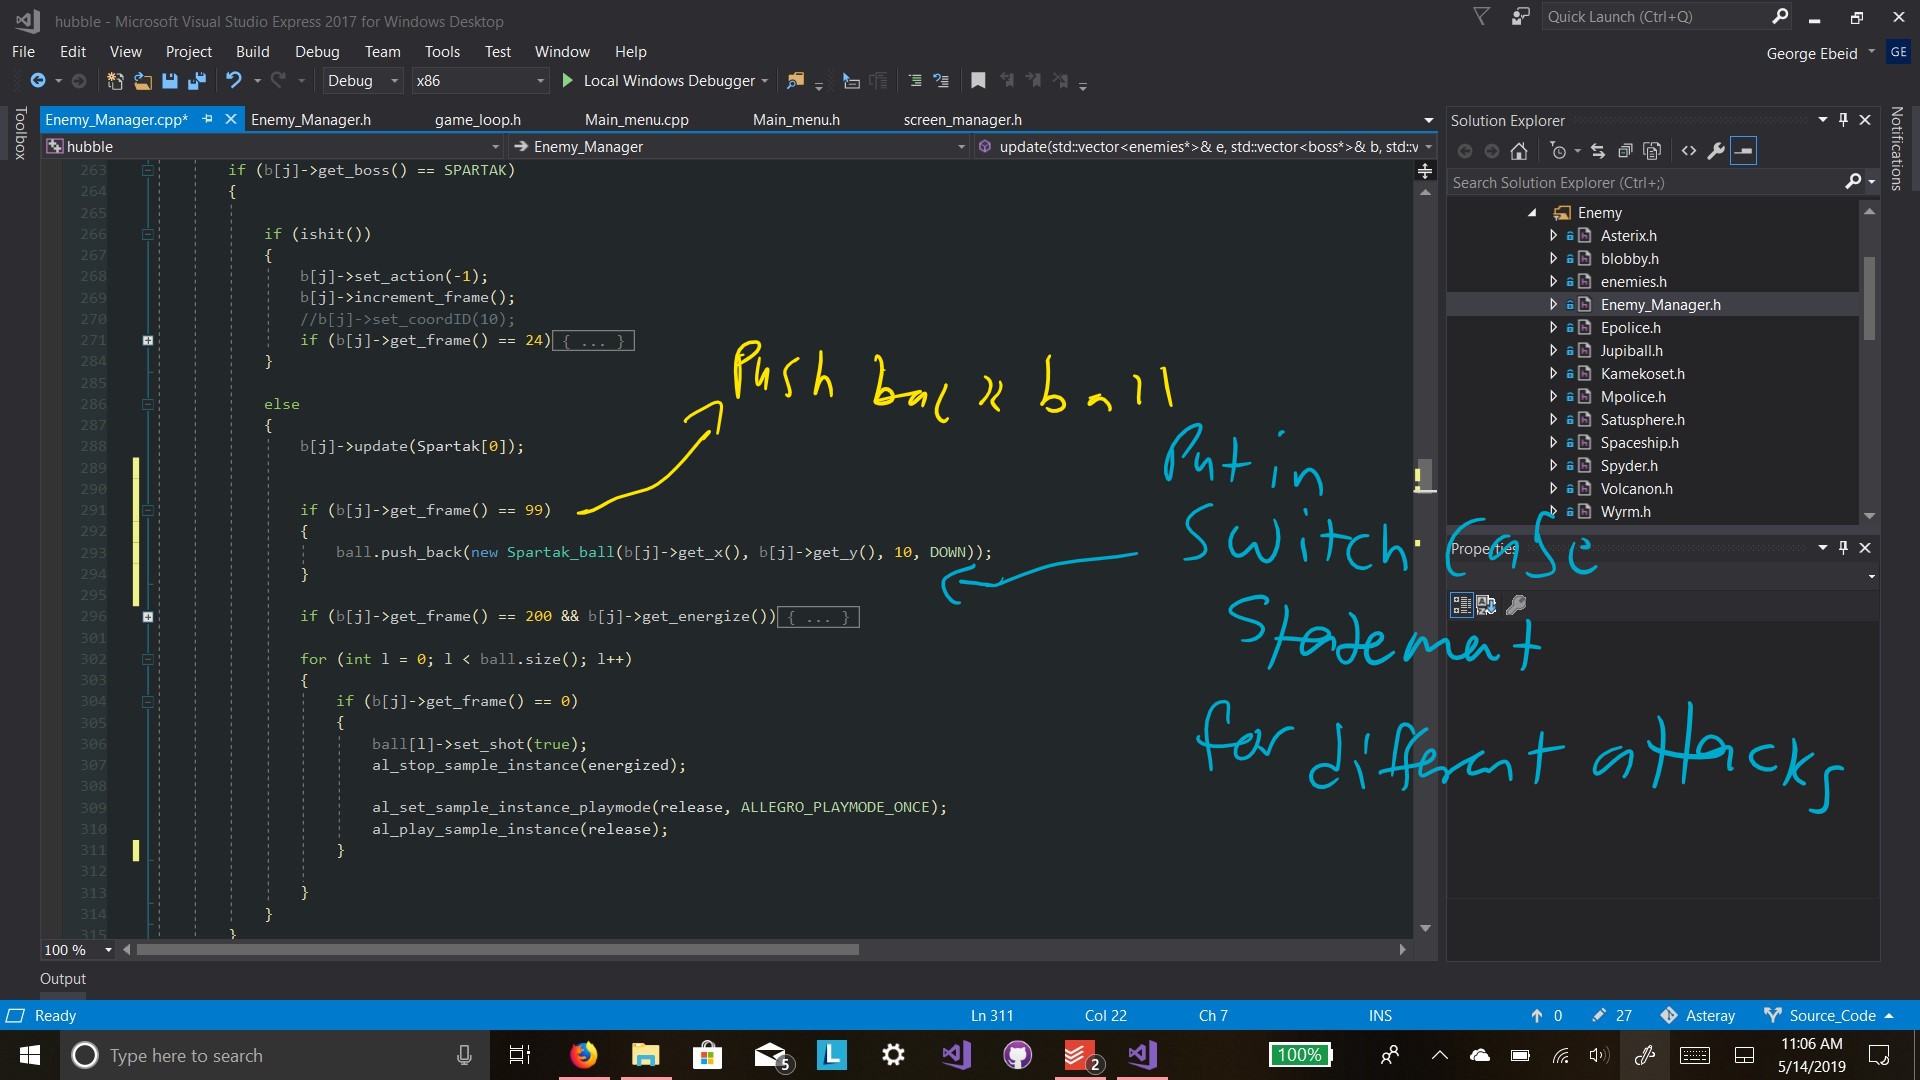 hubble - Microsoft Visual Studio Express 2017 for Windows Desktop
Quick Launch (Ctrl+Q)
File Edit View Project Build Debug Team Tools Test Window Help
George Ebeid GE
Debug x86 Local Windows Debugger
Toolbox
Enemy_Manager.cpp* Enemy_Manager.h game_loop.h Main_menu.cpp Main_menu.h screen_manager.h
hubble Enemy_Manager update(std::vector<enemies*>& e, std::vector<boss*>& b, std::v
263 if (b[j]->get_boss() == SPARTAK)
264 {
265
266 if (ishit())
267 {
268 b[j]->set_action(-1);
269 b[j]->increment_frame();
270 //b[j]->set_coordID(10);
271 if (b[j]->get_frame() == 24){ ... }
284 }
285
286 else
287 {
288 b[j]->update(Spartak[0]);
289
290
291 if (b[j]->get_frame() == 99)
292 {
293 ball.push_back(new Spartak_ball(b[j]->get_x(), b[j]->get_y(), 10, DOWN));
294 }
295
296 if (b[j]->get_frame() == 200 && b[j]->get_energize()){ ... }
301
302 for (int l = 0; l < ball.size(); l++)
303 {
304 if (b[j]->get_frame() == 0)
305 {
306 ball[l]->set_shot(true);
307 al_stop_sample_instance(energized);
308
309 al_set_sample_instance_playmode(release, ALLEGRO_PLAYMODE_ONCE);
310 al_play_sample_instance(release);
311 }
312
313 }
314 }
315 }
Push back ball
Put in
Switch Case
Statement
for different attacks
100 %
Output
Solution Explorer
Search Solution Explorer (Ctrl+;)
Enemy
Asterix.h
blobby.h
enemies.h
Enemy_Manager.h
Epolice.h
Jupiball.h
Kamekoset.h
Mpolice.h
Satusphere.h
Spaceship.h
Spyder.h
Volcanon.h
Wyrm.h
Properties
Notifications
Ready Ln 311 Col 22 Ch 7 INS 0 27 Asteray Source_Code
Type here to search 5 L 2 100% 11:06 AM
5/14/2019